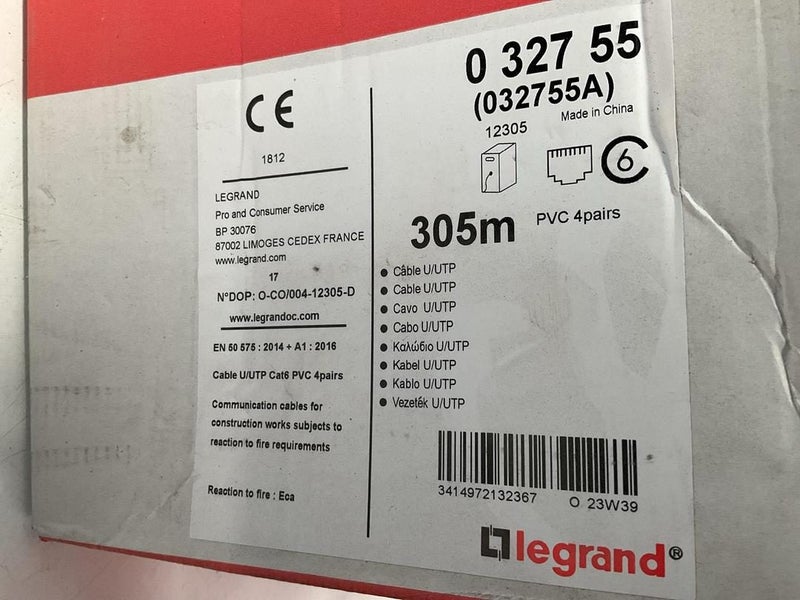 CE
1812
LEGRAND
Pro and Consumer Service
BP 30076
87002 LIMOGES CEDEX FRANCE
www.legrand.com
17
N°DOP: O-CO/004-12305-D
www.legrandoc.com
EN 50 575 : 2014 + A1 : 2016
Cable U/UTP Cat6 PVC 4pairs
Communication cables for
construction works subjects to
reaction to fire requirements
Reaction to fire : Eca
0 327 55
(032755A)
Made in China
12305
C6
305m PVC 4pairs
● Câble U/UTP
● Cable U/UTP
● Cavo U/UTP
● Cabo U/UTP
● Καλώδιο U/UTP
● Kabel U/UTP
● Kablo U/UTP
● Vezeték U/UTP
3414972132367 O 23W39
legrand®